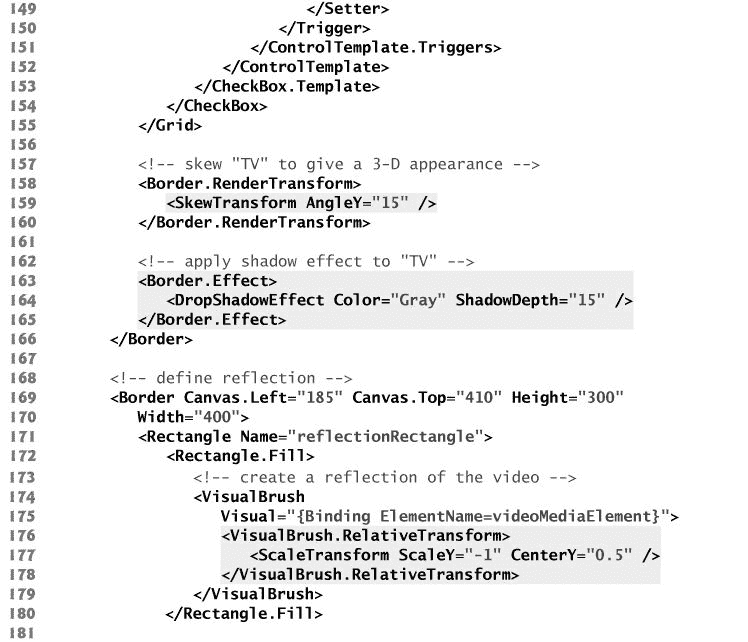 149                                </Setter>
150                             </Trigger>
151                          </ControlTemplate.Triggers>
152                       </ControlTemplate>
153                    </CheckBox.Template>
154                 </CheckBox>
155              </Grid>
156
157              <!-- skew "TV" to give a 3-D appearance -->
158              <Border.RenderTransform>
159                 <SkewTransform AngleY="15" />
160              </Border.RenderTransform>
161
162              <!-- apply shadow effect to "TV" -->
163              <Border.Effect>
164                 <DropShadowEffect Color="Gray" ShadowDepth="15" />
165              </Border.Effect>
166           </Border>
167
168           <!-- define reflection -->
169           <Border Canvas.Left="185" Canvas.Top="410" Height="300"
170              Width="400">
171              <Rectangle Name="reflectionRectangle">
172                 <Rectangle.Fill>
173                    <!-- create a reflection of the video -->
174                    <VisualBrush
175                       Visual="{Binding ElementName=videoMediaElement}">
176                       <VisualBrush.RelativeTransform>
177                          <ScaleTransform ScaleY="-1" CenterY="0.5" />
178                       </VisualBrush.RelativeTransform>
179                    </VisualBrush>
180                 </Rectangle.Fill>
181